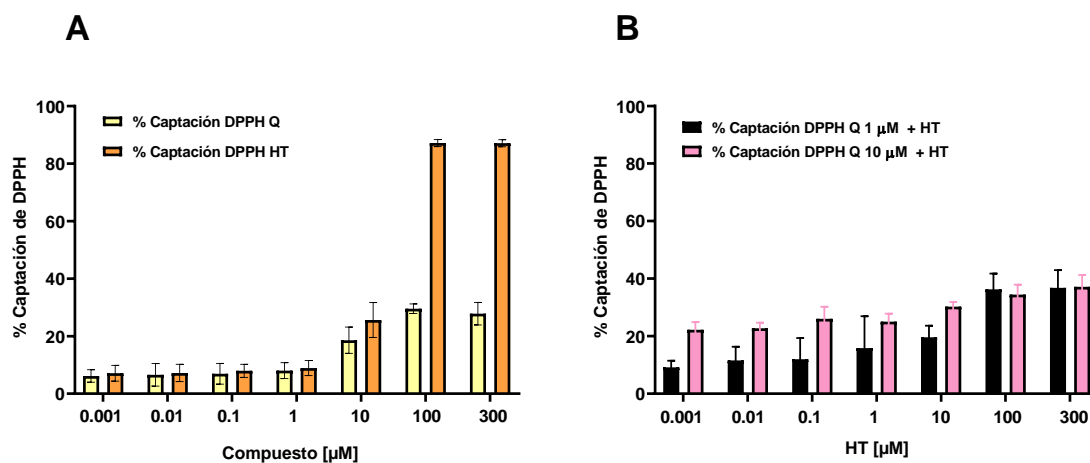 A
% Captación de DPPH
100
80
60
40
20
0
% Captación DPPH Q
% Captación DPPH HT
0.001 0.01 0.1 1 10 100 300
Compuesto [µM]
B
% Captación de DPPH
100
80
60
40
20
0
% Captación DPPH Q 1 µM + HT
% Captación DPPH Q 10 µM + HT
0.001 0.01 0.1 1 10 100 300
HT [µM]